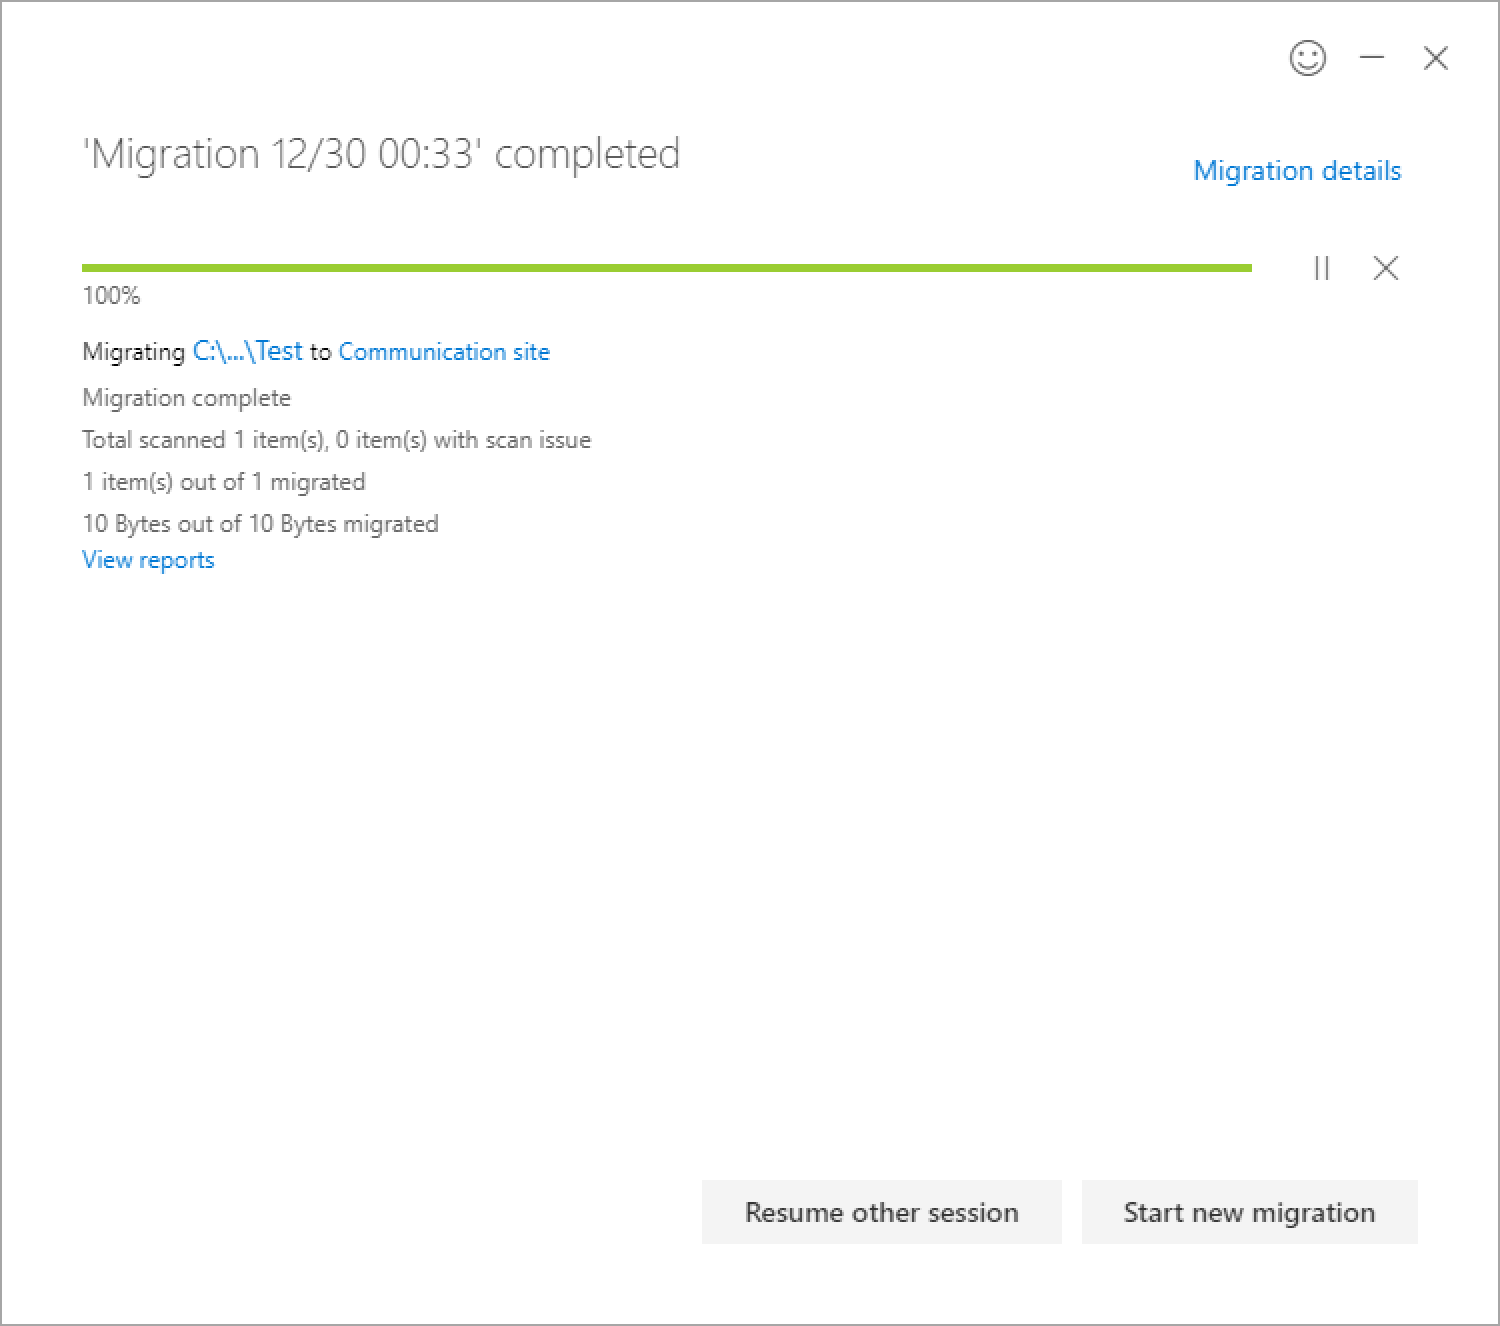 'Migration 12/30 00:33' completed
Migration details
100%
Migrating C:\...\Test to Communication site
Migration complete
Total scanned 1 item(s), 0 item(s) with scan issue
1 item(s) out of 1 migrated
10 Bytes out of 10 Bytes migrated
View reports
Resume other session
Start new migration